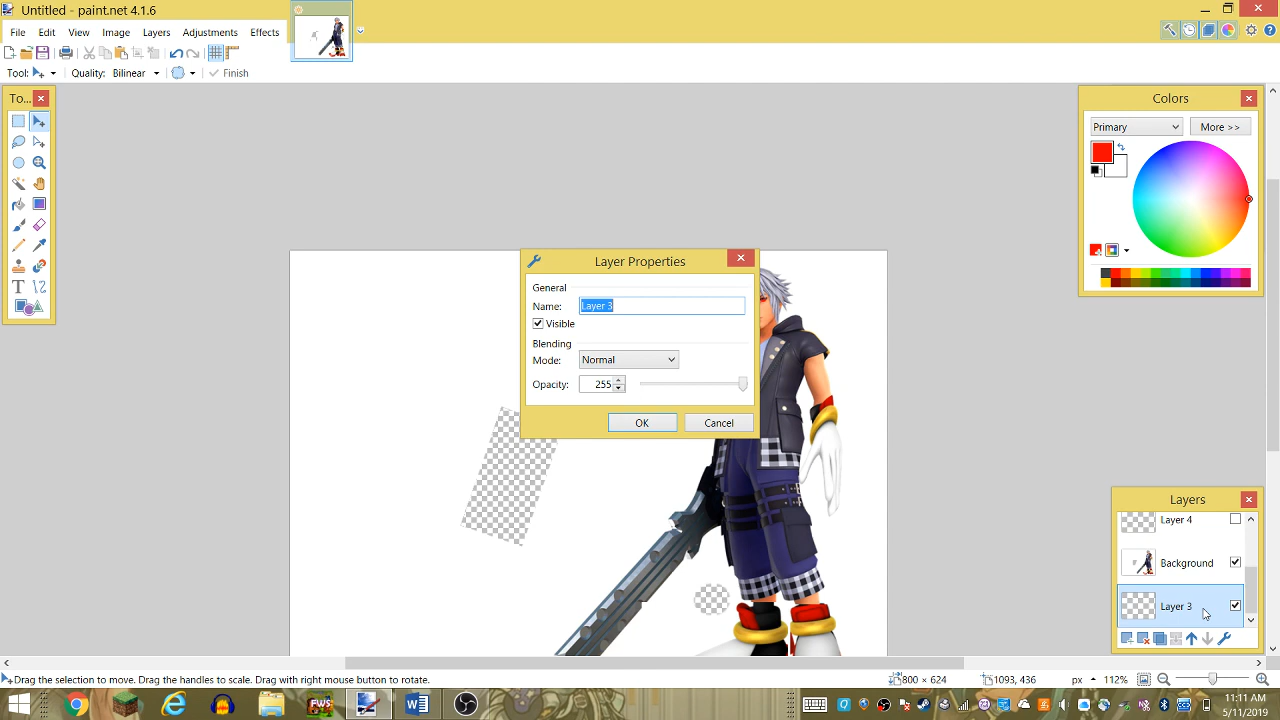 Untitled - paint.net 4.1.6
File Edit View Image Layers Adjustments Effects
Tool: Quality: Bilinear Finish
To...
Colors
Primary More >>
Layer Properties
General
Name: Layer 3
Visible
Blending
Mode: Normal
Opacity: 255
OK Cancel
Layers
Layer 4
Background
Layer 3
Drag the selection to move. Drag the handles to scale. Drag with right mouse button to rotate. 800 × 624 1093, 436 px 112%
FWS
11:11 AM
5/11/2019